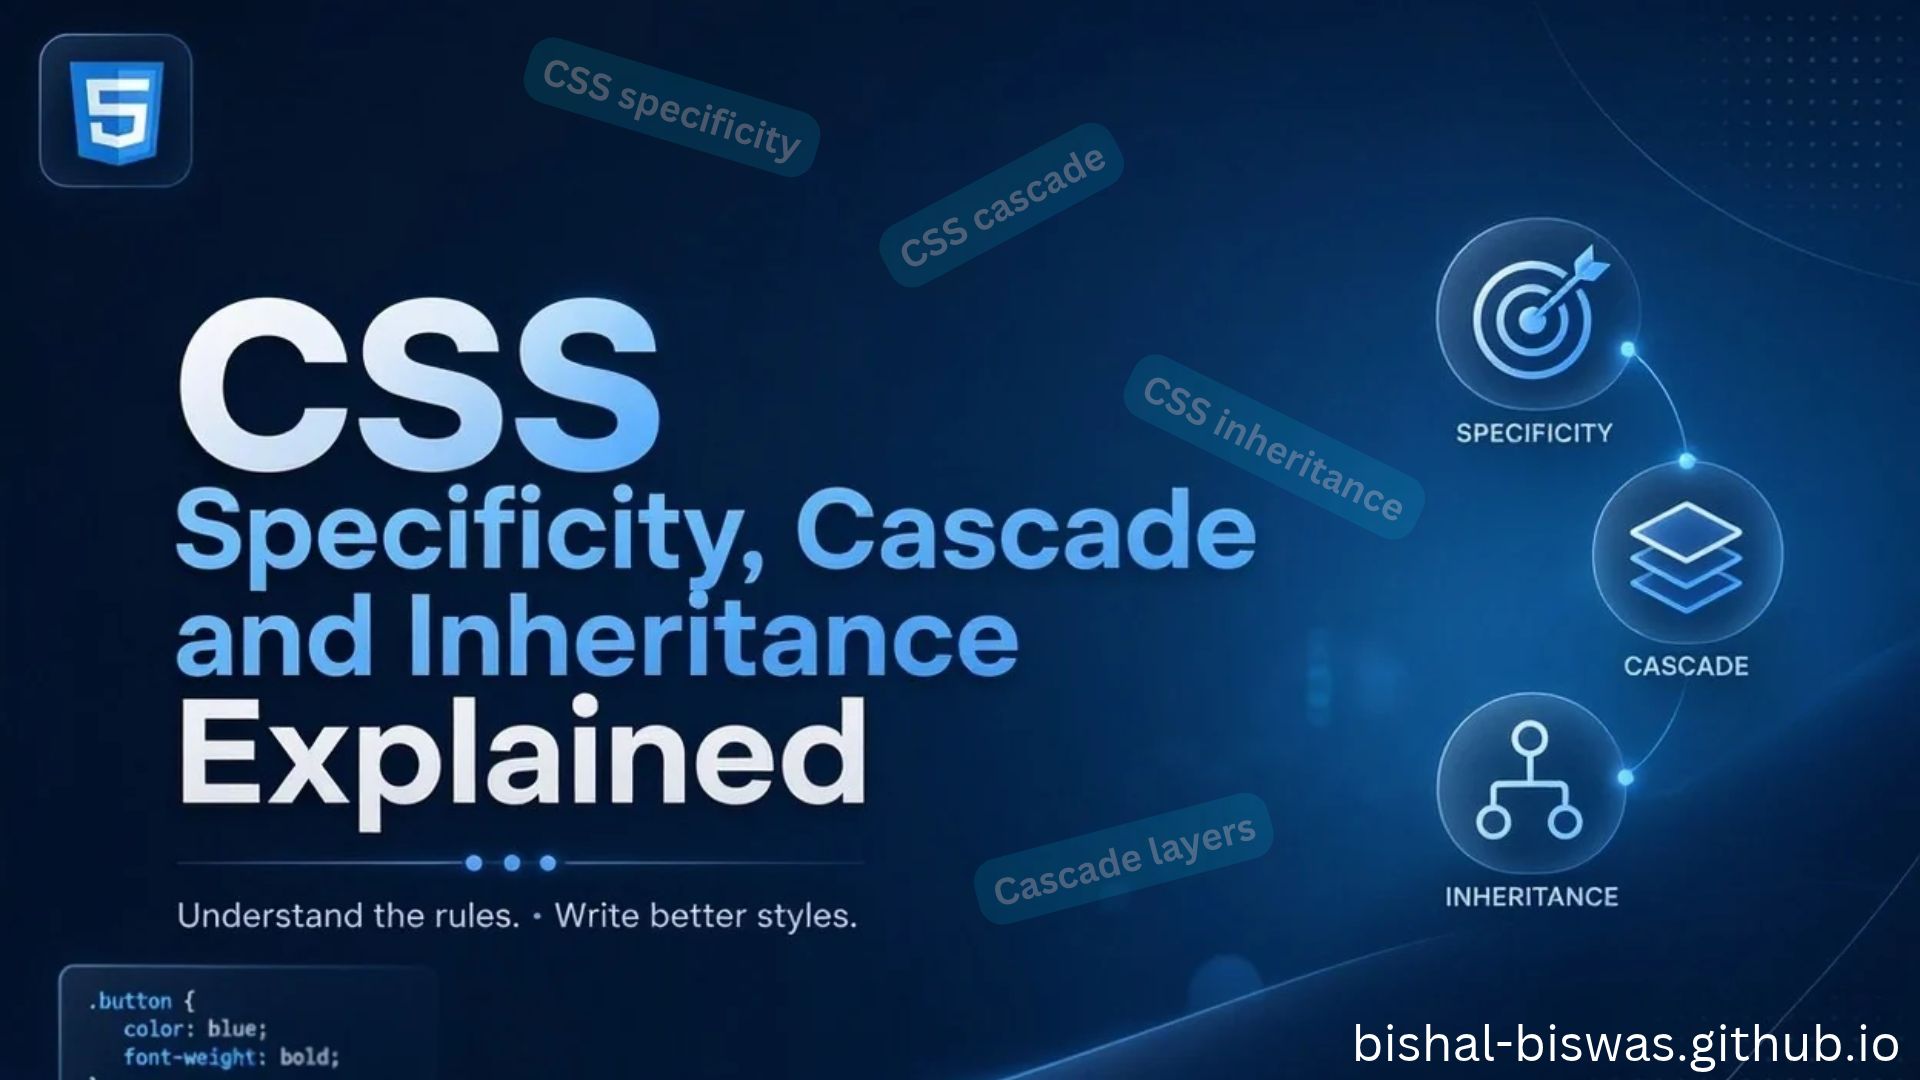 5
CSS specificity
CSS cascade
CSS inheritance
CSS
Specificity, Cascade
and Inheritance
Explained
Understand the rules. • Write better styles.
SPECIFICITY
CASCADE
INHERITANCE
Cascade layers
.button {
color: blue;
font-weight: bold;
bishal-biswas.github.io